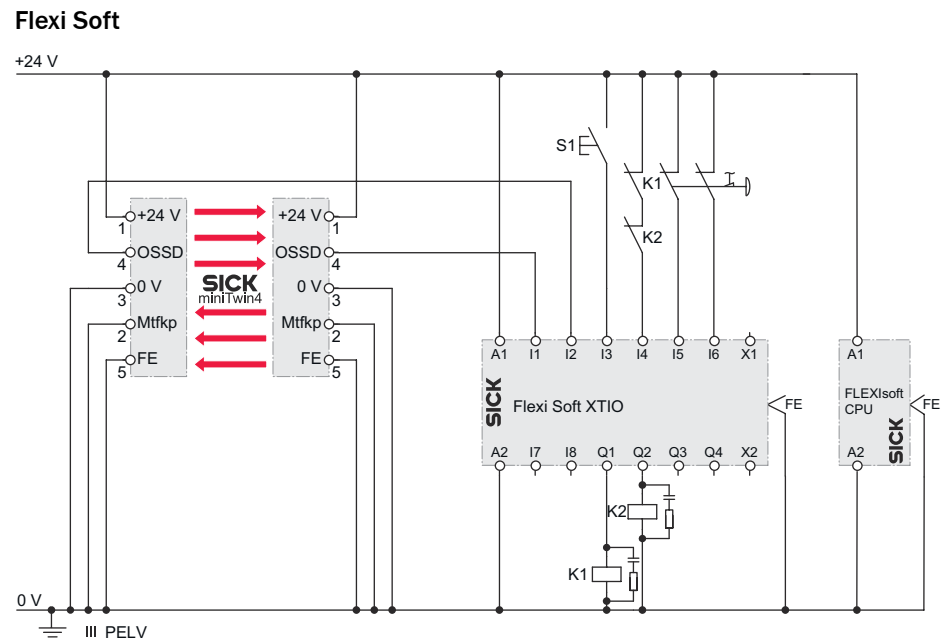 Flexi Soft
+24 V
S1
K1
K2
+24 V
1
OSSD
4
0 V
3
Mtfkp
2
FE
5
SICK
miniTwin4
+24 V
1
OSSD
4
0 V
3
Mtfkp
2
FE
5
A1 I1 I2 I3 I4 I5 I6 X1
SICK
Flexi Soft XTIO
FE
A2 I7 I8 Q1 Q2 Q3 Q4 X2
A1
FLEXIsoft
CPU
SICK
FE
A2
K2
K1
0 V
III PELV